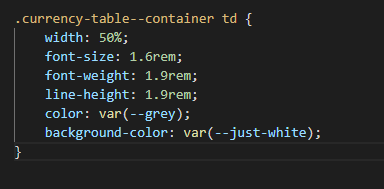 .currency-table--container td {
    width: 50%;
    font-size: 1.6rem;
    font-weight: 1.9rem;
    line-height: 1.9rem;
    color: var(--grey);
    background-color: var(--just-white);
}